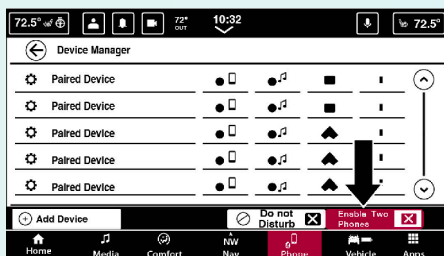 72.5°
72°
OUT
10:32
72.5°
Device Manager
Paired Device
Paired Device
Paired Device
Paired Device
Paired Device
Add Device
Do not
Disturb
Enable Two
Phones
Home
Media
Comfort
NW
Nav
Phone
Vehicle
Apps